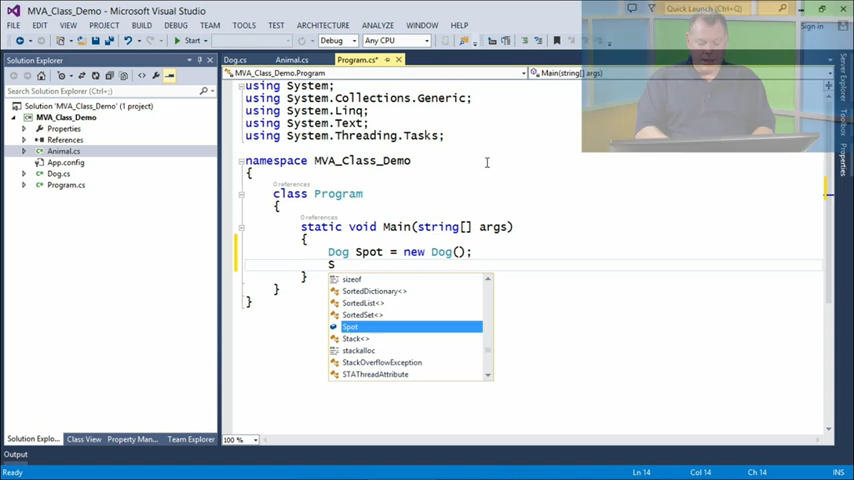 MVA_Class_Demo - Microsoft Visual Studio
Quick Launch (Ctrl+Q)
FILE EDIT VIEW PROJECT BUILD DEBUG TEAM TOOLS TEST ARCHITECTURE ANALYZE WINDOW HELP
Sign in
Start Debug Any CPU
Solution Explorer
Search Solution Explorer (Ctrl+;)
Solution 'MVA_Class_Demo' (1 project)
MVA_Class_Demo
Properties
References
Animal.cs
App.config
Dog.cs
Program.cs
Solution Explo... Class View Property Man... Team Explorer
Dog.cs Animal.cs Program.cs*
MVA_Class_Demo.Program Main(string[] args)
using System;
using System.Collections.Generic;
using System.Linq;
using System.Text;
using System.Threading.Tasks;
namespace MVA_Class_Demo
{
0 references
class Program
{
0 references
static void Main(string[] args)
{
Dog Spot = new Dog();
S
}
}
}
sizeof
SortedDictionary<>
SortedList<>
SortedSet<>
Spot
Stack<>
stackalloc
StackOverflowException
STAThreadAttribute
100 %
Server Explorer
Toolbox
Properties
Output
Ready Ln 14 Col 14 Ch 14 INS